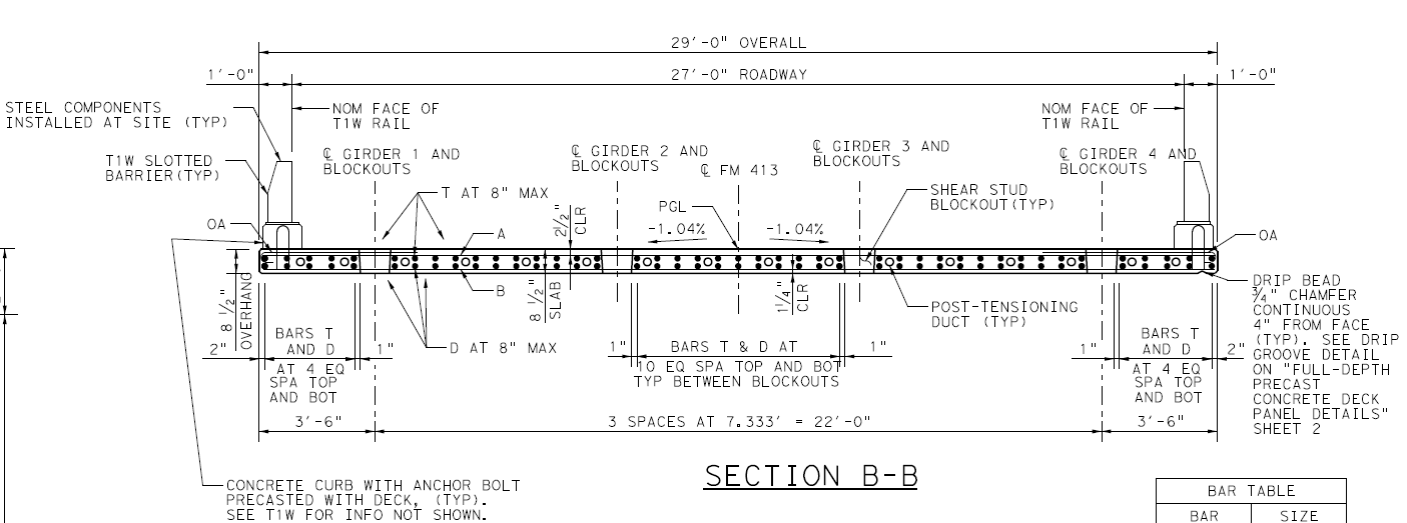 29'-0" OVERALL
1'-0"
27'-0" ROADWAY
1'-0"
STEEL COMPONENTS
INSTALLED AT SITE (TYP)
NOM FACE OF
T1W RAIL
NOM FACE OF
T1W RAIL
T1W SLOTTED
BARRIER(TYP)
℄ GIRDER 1 AND
BLOCKOUTS
℄ GIRDER 2 AND
BLOCKOUTS
℄ FM 413
℄ GIRDER 3 AND
BLOCKOUTS
℄ GIRDER 4 AND
BLOCKOUTS
T AT 8" MAX
SHEAR STUD
BLOCKOUT(TYP)
OA
A
2½"
CLR
PGL
-1.04%
-1.04%
OA
B
8 ½"
OVERHANG
8 ½"
SLAB
1¼"
CLR
POST-TENSIONING
DUCT (TYP)
DRIP BEAD
¾" CHAMFER
CONTINUOUS
4" FROM FACE
(TYP). SEE DRIP
GROOVE DETAIL
ON "FULL-DEPTH
PRECAST
CONCRETE DECK
PANEL DETAILS"
SHEET 2
2"
BARS T
AND D
AT 4 EQ
SPA TOP
AND BOT
1"
D AT 8" MAX
1"
BARS T & D AT
10 EQ SPA TOP AND BOT
TYP BETWEEN BLOCKOUTS
1"
1"
BARS T
AND D
AT 4 EQ
SPA TOP
AND BOT
2"
3'-6"
3 SPACES AT 7.333' = 22'-0"
3'-6"
SECTION B-B
CONCRETE CURB WITH ANCHOR BOLT
PRECASTED WITH DECK, (TYP).
SEE T1W FOR INFO NOT SHOWN.
BAR TABLE
BAR
SIZE